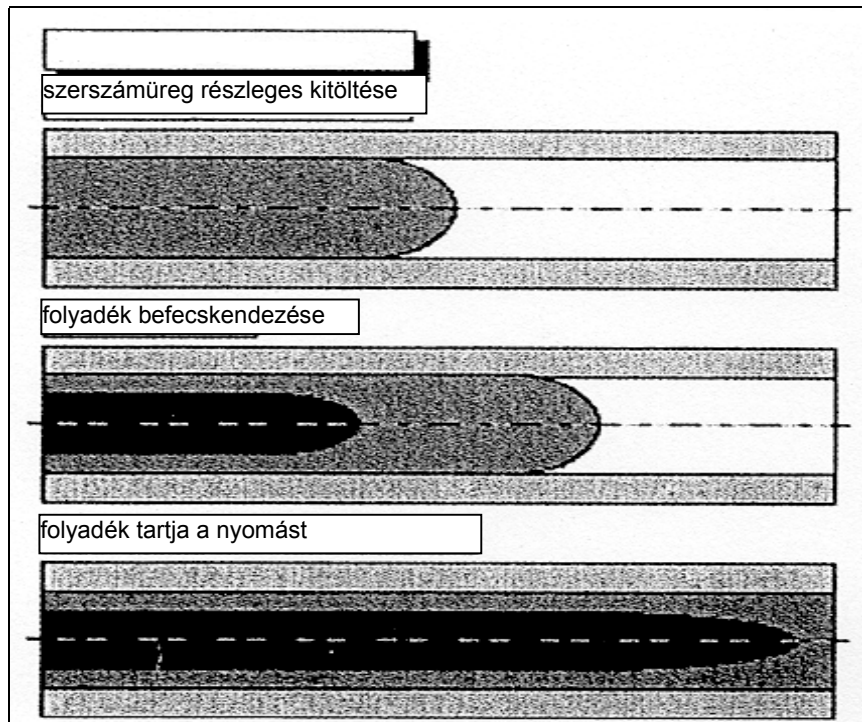 szerszámüreg részleges kitöltése
folyadék befecskendezése
folyadék tartja a nyomást